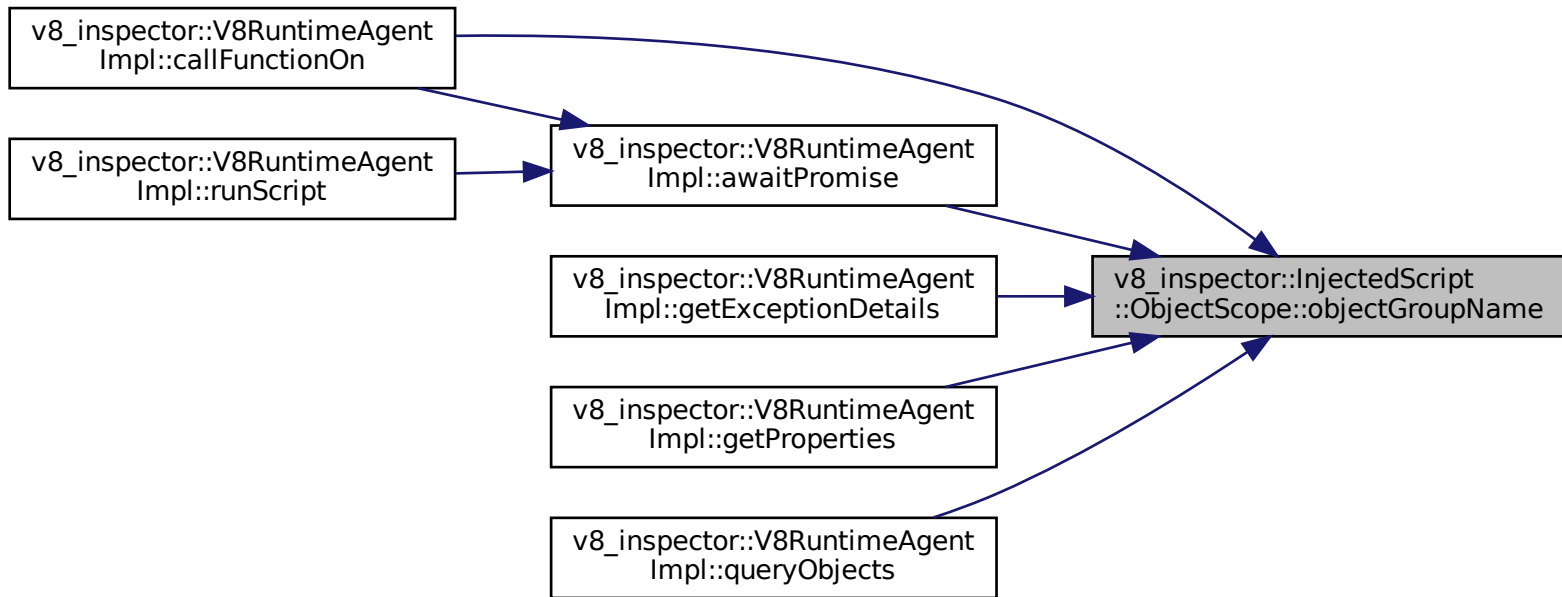 v8_inspector::V8RuntimeAgent
Impl::callFunctionOn
v8_inspector::V8RuntimeAgent
Impl::runScript
v8_inspector::V8RuntimeAgent
Impl::awaitPromise
v8_inspector::V8RuntimeAgent
Impl::getExceptionDetails
v8_inspector::InjectedScript
::ObjectScope::objectGroupName
v8_inspector::V8RuntimeAgent
Impl::getProperties
v8_inspector::V8RuntimeAgent
Impl::queryObjects